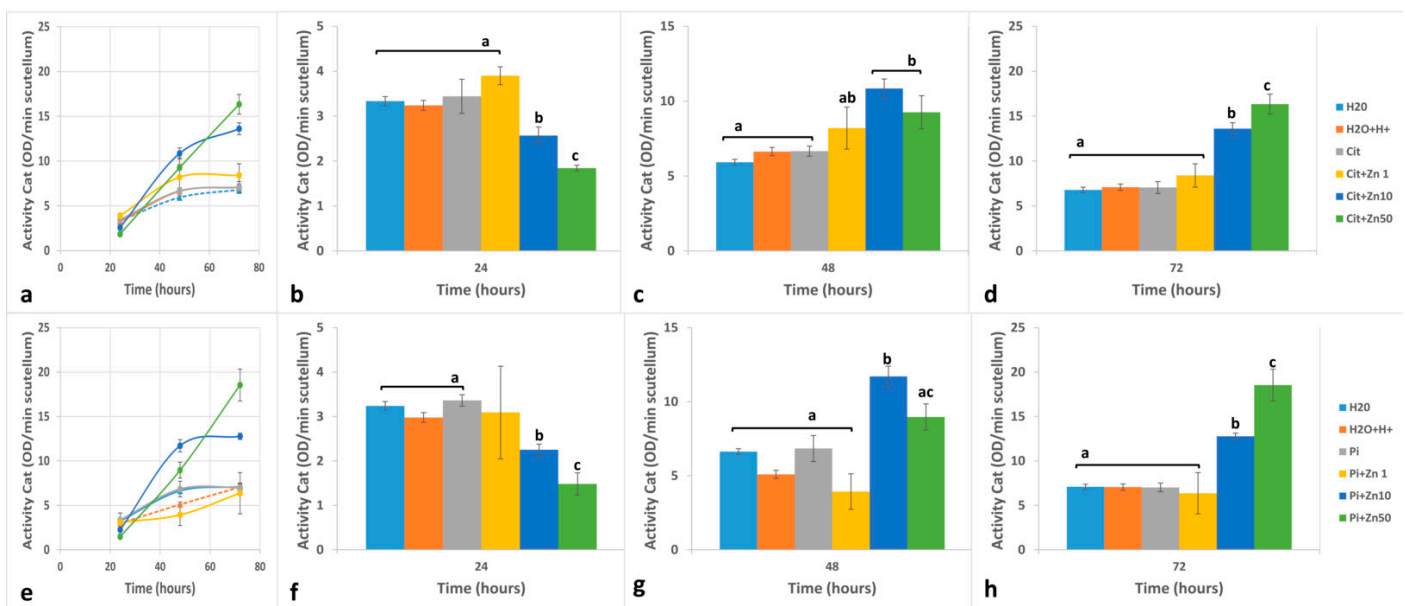 Activity Cat (OD/min scutellum)
25
20
15
10
5
0
0
20
40
60
80
Time (hours)
a
Activity Cat (OD/min scutellum)
5
4
3
2
1
0
a
b
c
24
Time (hours)
b
Activity Cat (OD/min scutellum)
15
10
5
0
a
ab
b
48
Time (hours)
c
Activity Cat (OD/min scutellum)
25
20
15
10
5
0
a
b
c
72
Time (hours)
d
H20
H2O+H+
Cit
Cit+Zn 1
Cit+Zn10
Cit+Zn50
Activity Cat (OD/min scutellum)
25
20
15
10
5
0
0
20
40
60
80
Time (hours)
e
Activity Cat (OD/min scutellum)
5
4
3
2
1
0
a
b
c
24
Time (hours)
f
Activity Cat (OD/min scutellum)
15
10
5
0
a
b
ac
48
Time (hours)
g
Activity Cat (OD/min scutellum)
25
20
15
10
5
0
a
b
c
72
Time (hours)
h
H20
H2O+H+
Pi
Pi+Zn 1
Pi+Zn10
Pi+Zn50